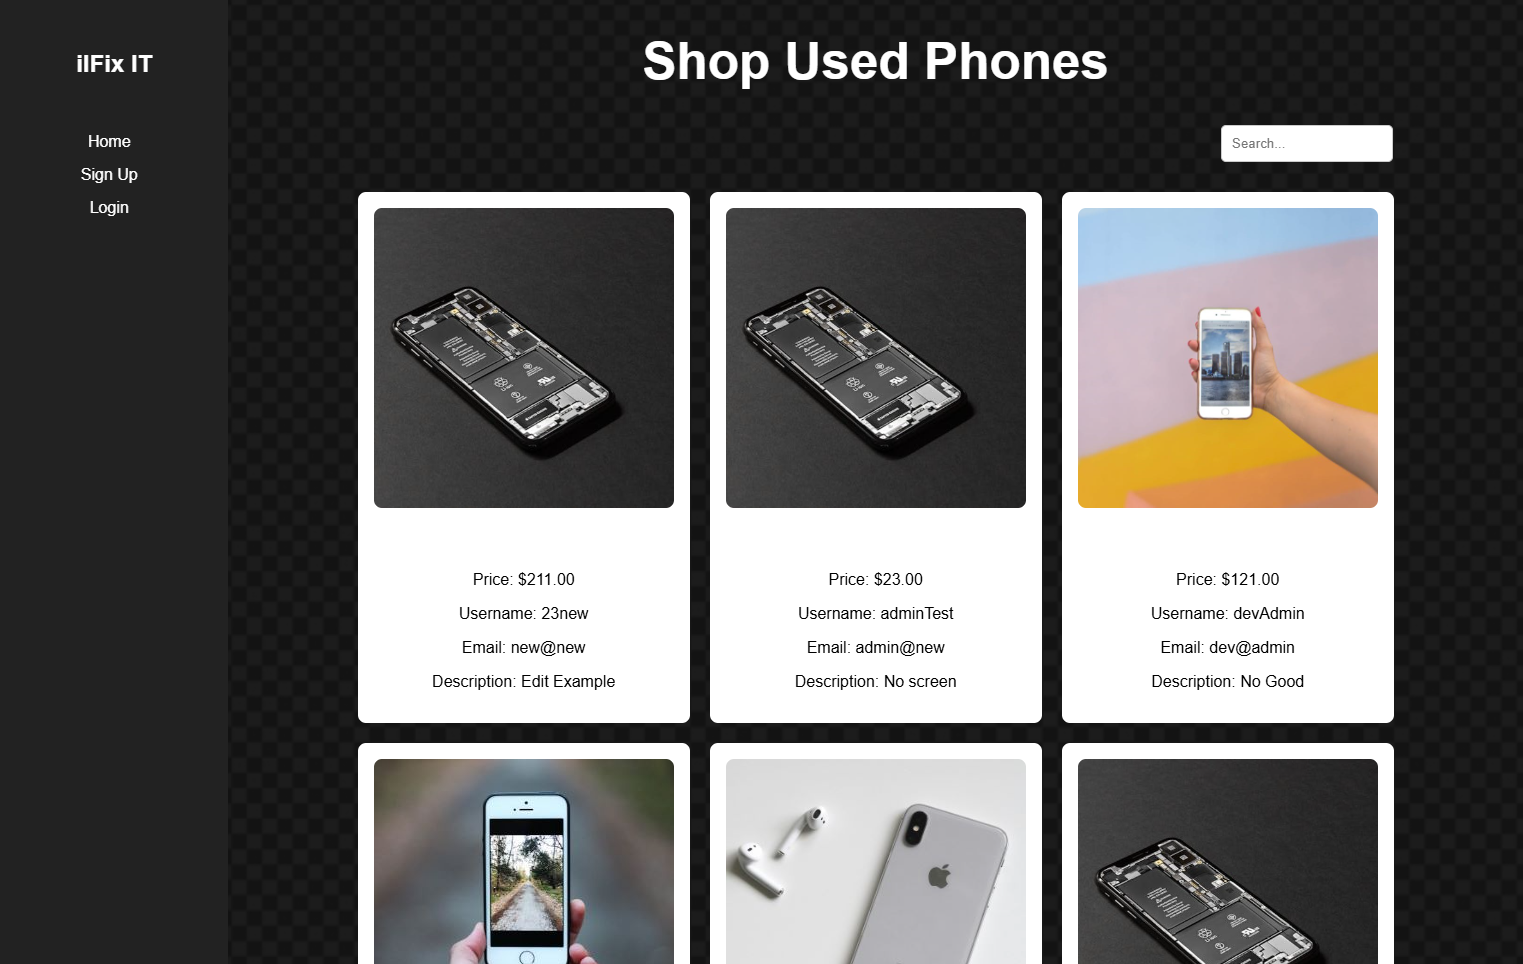 iIFix IT
Home
Sign Up
Login
Shop Used Phones
Search...
Price: $211.00
Username: 23new
Email: new@new
Description: Edit Example
Price: $23.00
Username: adminTest
Email: admin@new
Description: No screen
Price: $121.00
Username: devAdmin
Email: dev@admin
Description: No Good